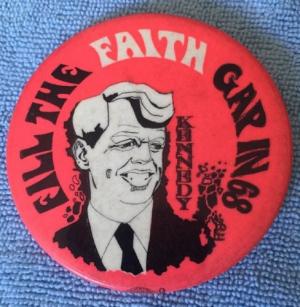 FILL THE FAITH GAP IN 68
KENNEDY